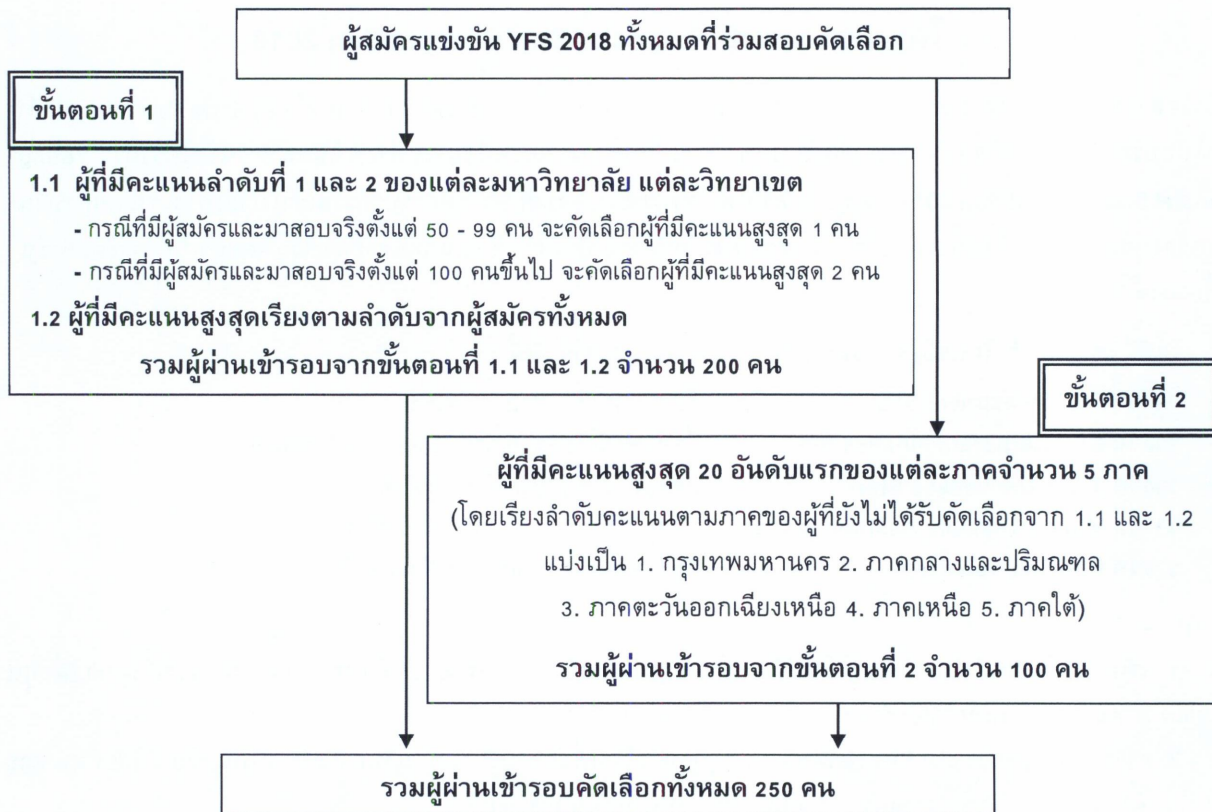 ผู้สมัครแข่งขัน YFS 2018 ทั้งหมดที่ร่วมสอบคัดเลือก
ขั้นตอนที่ 1
1.1 ผู้ที่มีคะแนนลำดับที่ 1 และ 2 ของแต่ละมหาวิทยาลัย แต่ละวิทยาเขต
- กรณีที่มีผู้สมัครและมาสอบจริงตั้งแต่ 50 - 99 คน จะคัดเลือกผู้ที่มีคะแนนสูงสุด 1 คน
- กรณีที่มีผู้สมัครและมาสอบจริงตั้งแต่ 100 คนขึ้นไป จะคัดเลือกผู้ที่มีคะแนนสูงสุด 2 คน
1.2 ผู้ที่มีคะแนนสูงสุดเรียงตามลำดับจากผู้สมัครทั้งหมด
รวมผู้ผ่านเข้ารอบจากขั้นตอนที่ 1.1 และ 1.2 จำนวน 200 คน
ขั้นตอนที่ 2
ผู้ที่มีคะแนนสูงสุด 20 อันดับแรกของแต่ละภาคจำนวน 5 ภาค
(โดยเรียงลำดับคะแนนตามภาคของผู้ที่ยังไม่ได้รับคัดเลือกจาก 1.1 และ 1.2
แบ่งเป็น 1. กรุงเทพมหานคร 2. ภาคกลางและปริมณฑล
3. ภาคตะวันออกเฉียงเหนือ 4. ภาคเหนือ 5. ภาคใต้)
รวมผู้ผ่านเข้ารอบจากขั้นตอนที่ 2 จำนวน 100 คน
รวมผู้ผ่านเข้ารอบคัดเลือกทั้งหมด 250 คน